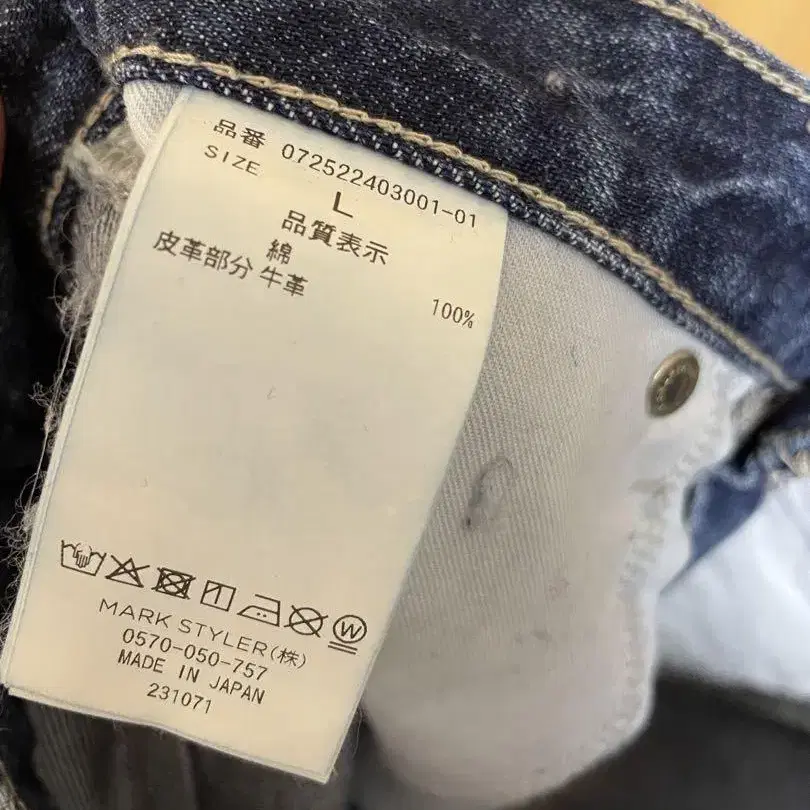 品番 072522403001-01
SIZE
L
品質表示
綿 100%
皮革部分 牛革
W
MARK STYLER(株)
0570-050-757
MADE IN JAPAN
231071